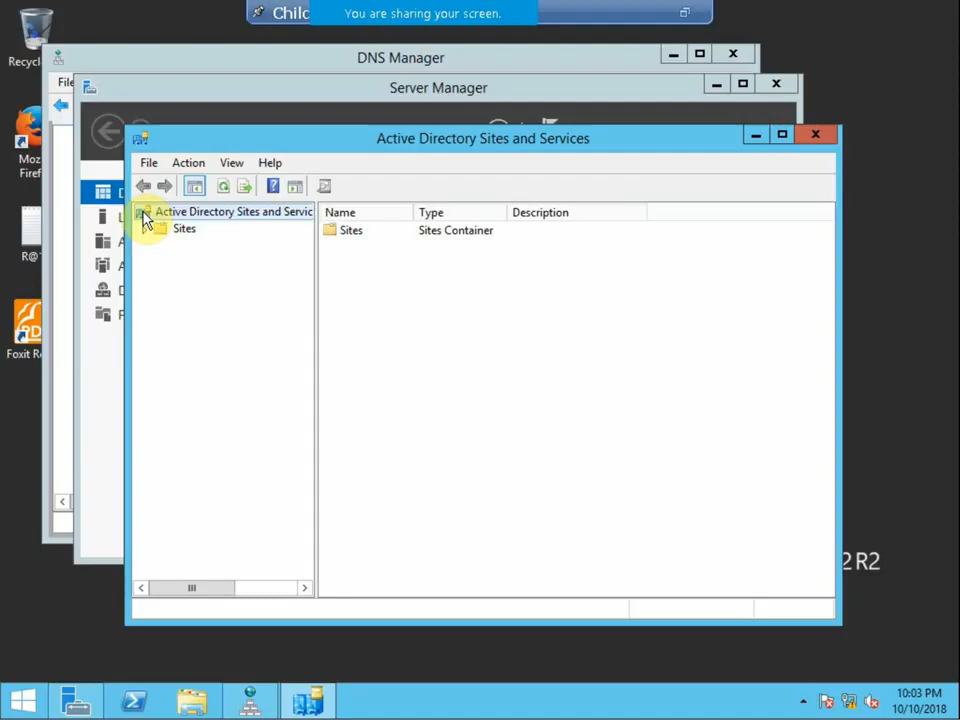 Child
You are sharing your screen.
Recycl
DNS Manager
File
Server Manager
Active Directory Sites and Services
File Action View Help
Moz
Firef
Active Directory Sites and Servic
Sites
Name Type Description
Sites Sites Container
R@
Foxit Re
PD
2 R2
10:03 PM
10/10/2018